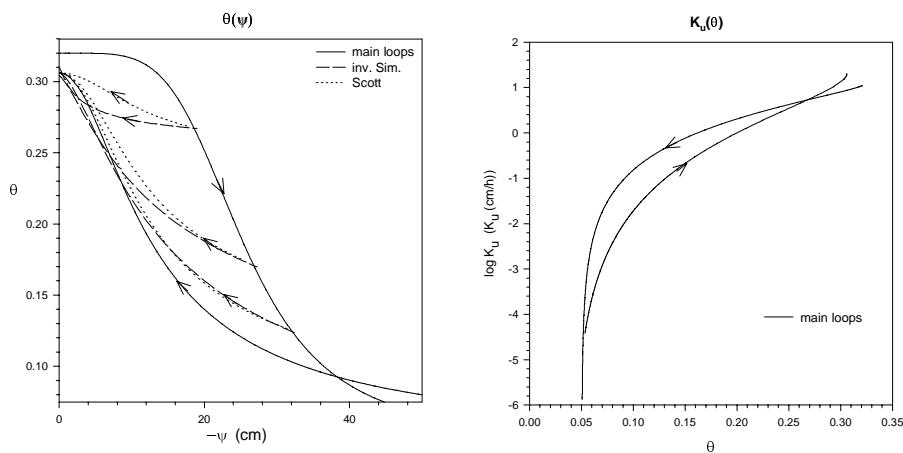 θ(ψ)
main loops
inv. Sim.
Scott
0.30
0.25
θ
0.20
0.15
0.10
0
20
40
−ψ (cm)
K_u(θ)
2
1
0
-1
-2
-3
-4
-5
-6
log K_u (K_u (cm/h))
main loops
0.00
0.05
0.10
0.15
0.20
0.25
0.30
0.35
θ